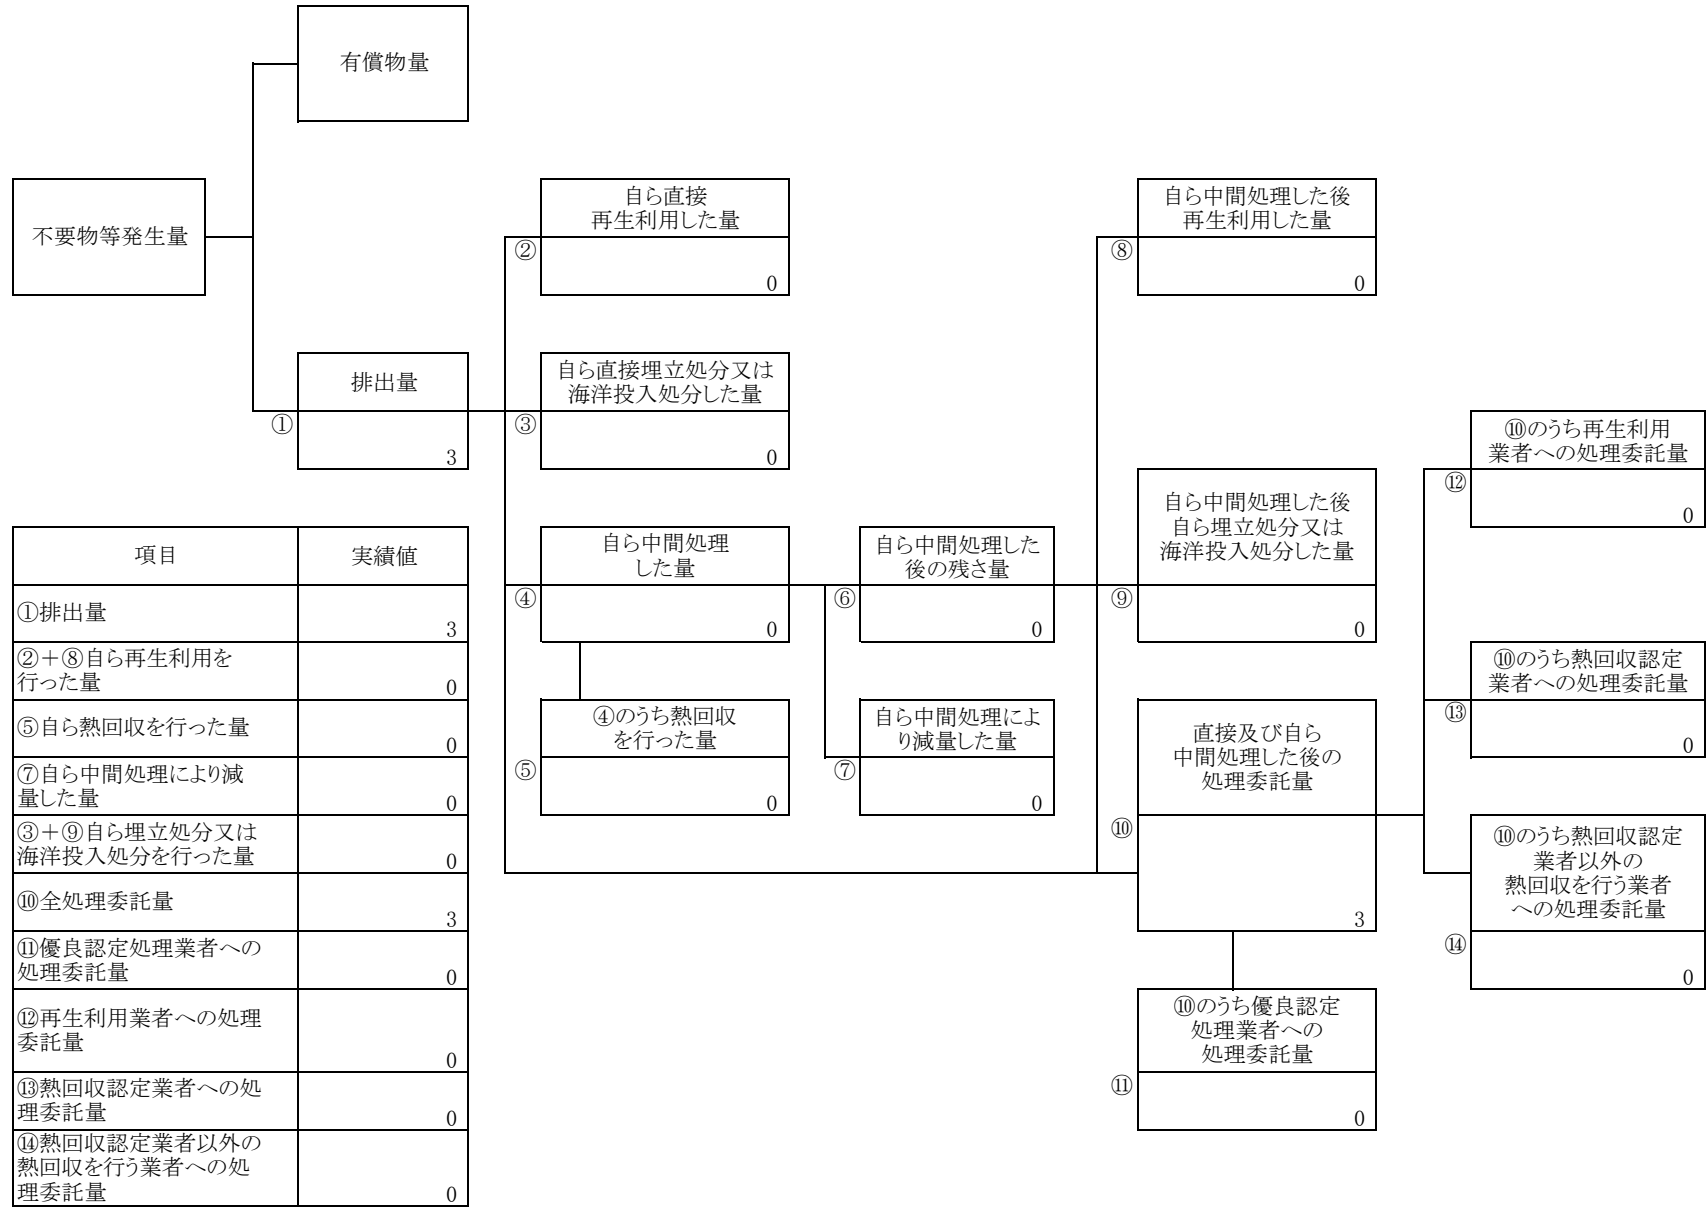 有償物量
不要物等発生量
排出量
①
3
自ら直接
再生利用した量
②
0
自ら直接埋立処分又は
海洋投入処分した量
③
0
自ら中間処理
した量
④
0
④のうち熱回収
を行った量
⑤
0
自ら中間処理した
後の残さ量
⑥
0
自ら中間処理によ
り減量した量
⑦
0
自ら中間処理した後
再生利用した量
⑧
0
自ら中間処理した後
自ら埋立処分又は
海洋投入処分した量
⑨
0
直接及び自ら
中間処理した後の
処理委託量
⑩
3
⑩のうち優良認定
処理業者への
処理委託量
⑪
0
⑩のうち再生利用
業者への処理委託量
⑫
0
⑩のうち熱回収認定
業者への処理委託量
⑬
0
⑩のうち熱回収認定
業者以外の
熱回収を行う業者
への処理委託量
⑭
0
項目 実績値
①排出量
3
②＋⑧自ら再生利用を
行った量
0
⑤自ら熱回収を行った量
0
⑦自ら中間処理により減
量した量
0
③＋⑨自ら埋立処分又は
海洋投入処分を行った量
0
⑩全処理委託量
3
⑪優良認定処理業者への
処理委託量
0
⑫再生利用業者への処理
委託量
0
⑬熱回収認定業者への処
理委託量
0
⑭熱回収認定業者以外の
熱回収を行う業者への処
理委託量
0